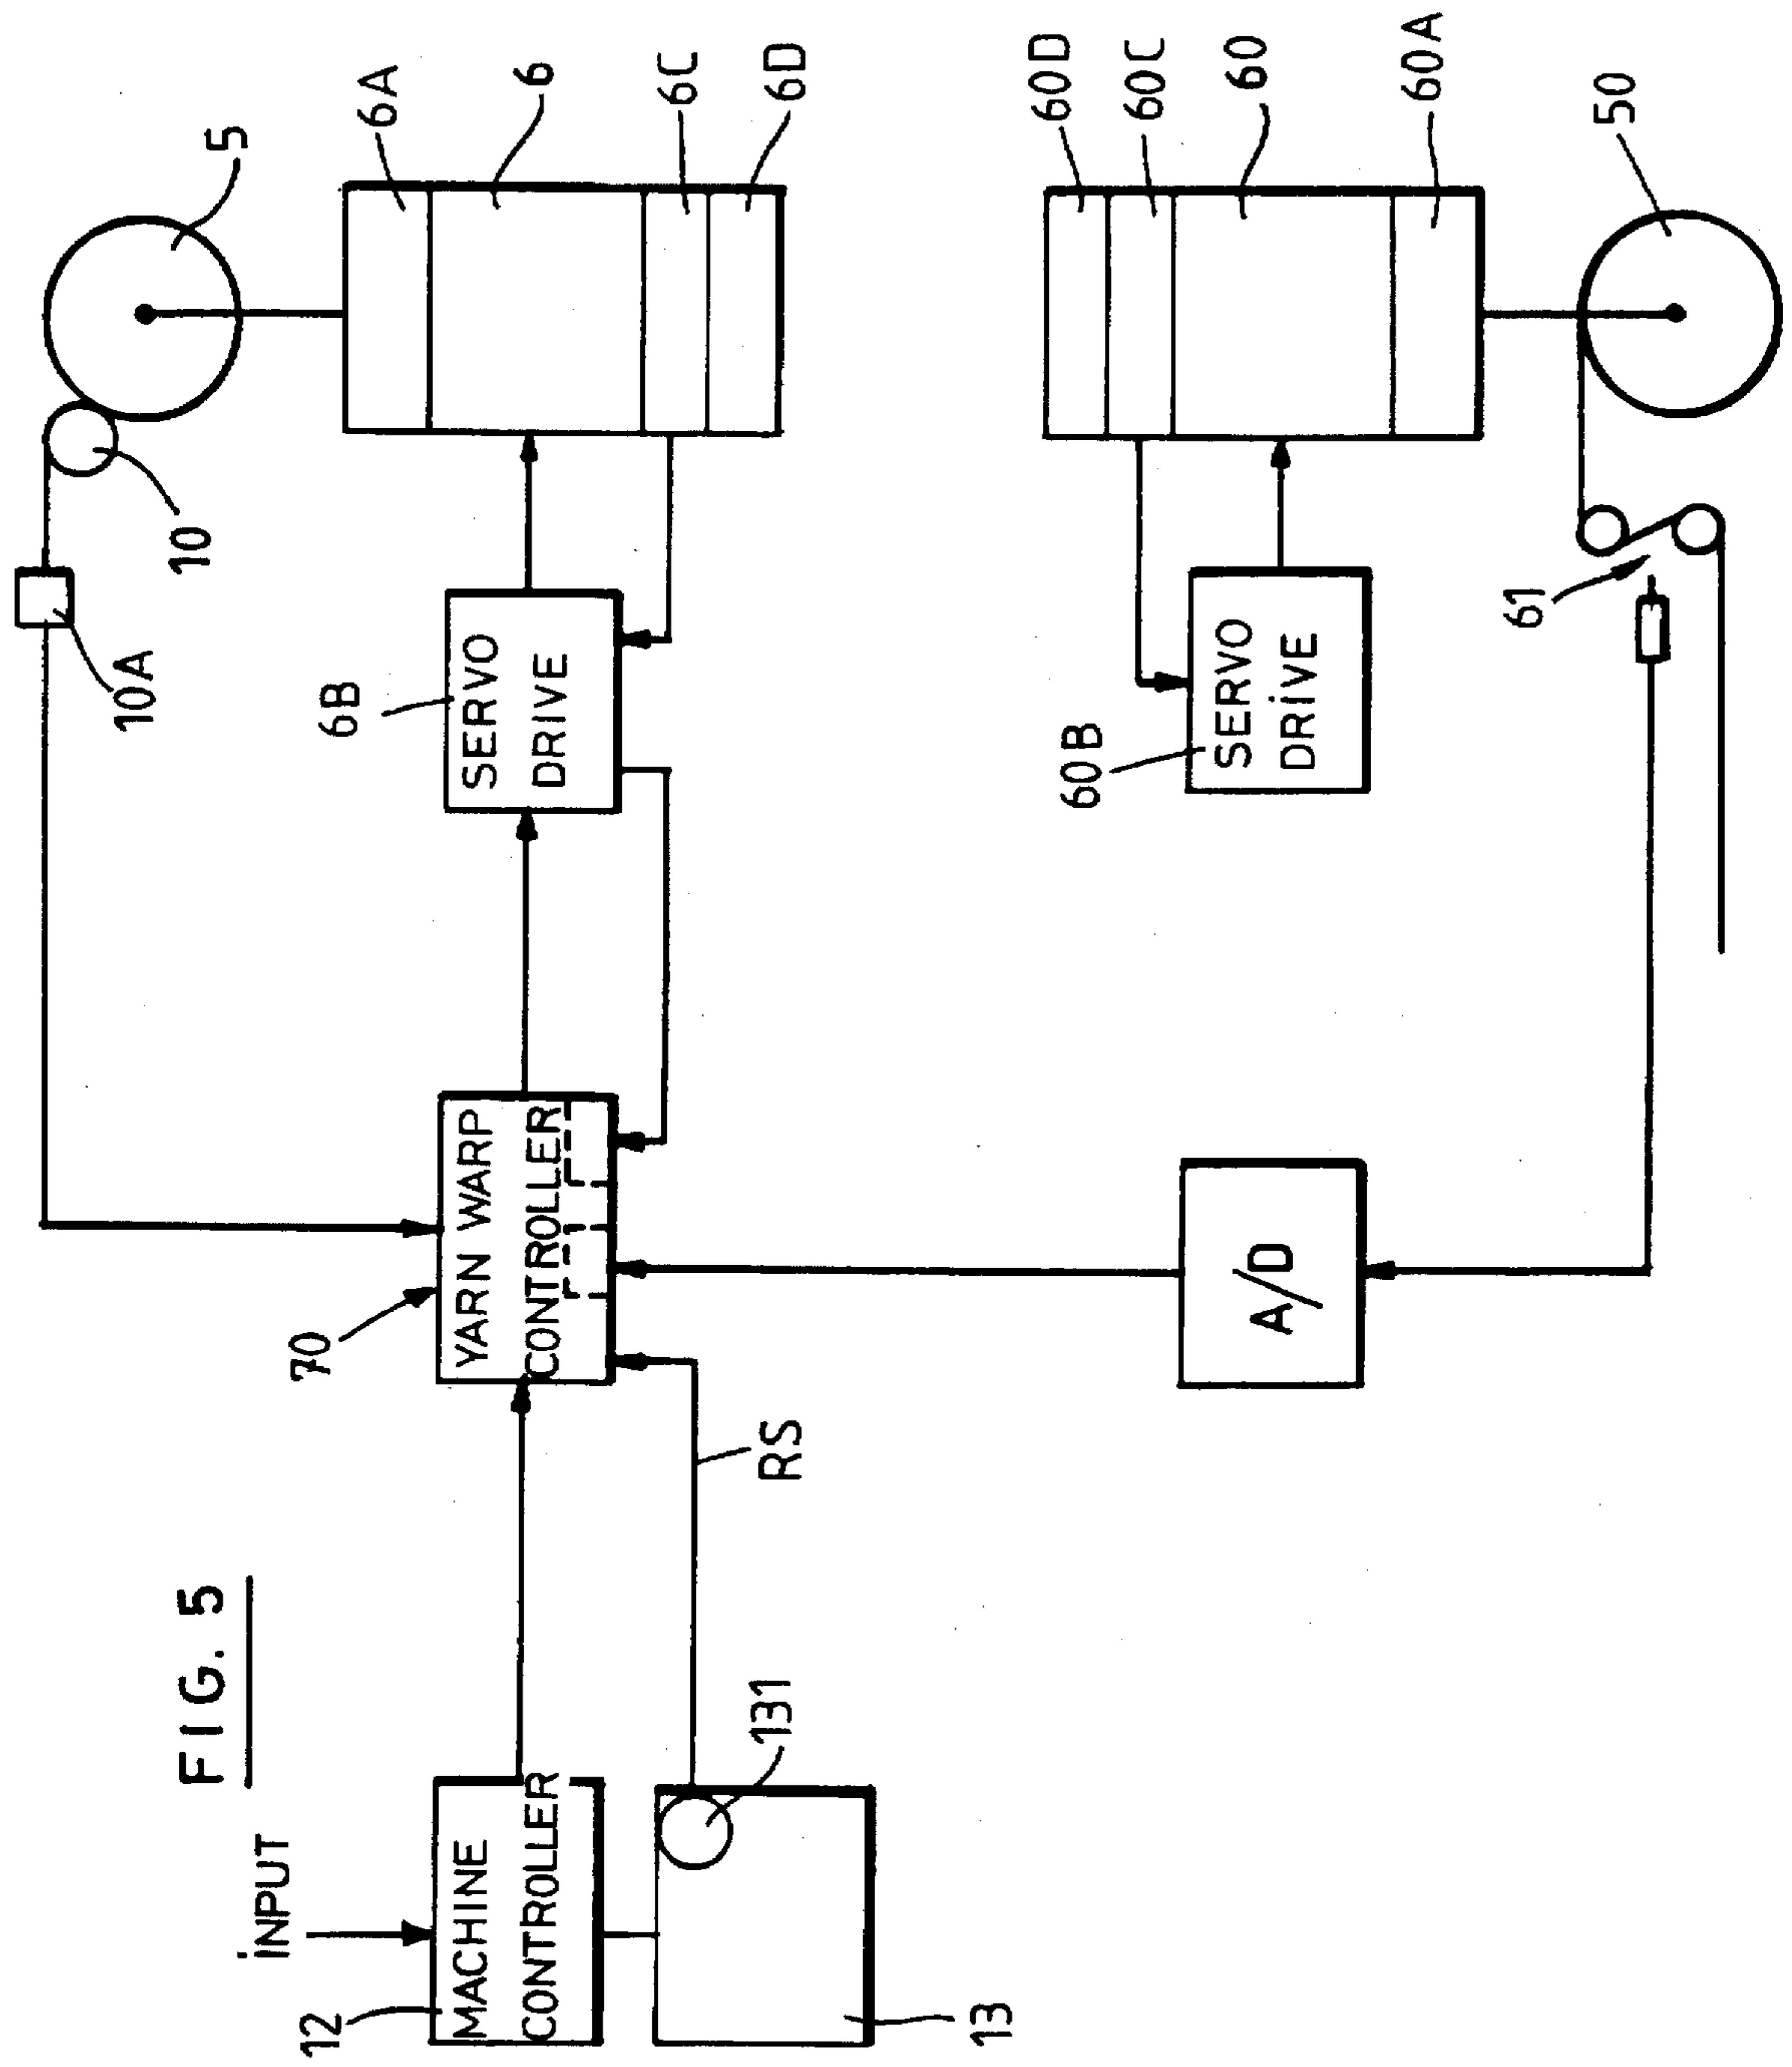 FIG. 5
INPUT
12
MACHINE
CONTROLLER
13
131
RS
70
YARN WARP
CONTROLLER
A/D
10A
10
5
6B
SERVO
DRIVE
6A
6
6C
6D
60B
SERVO
DRIVE
60D
60C
60
60A
61
50